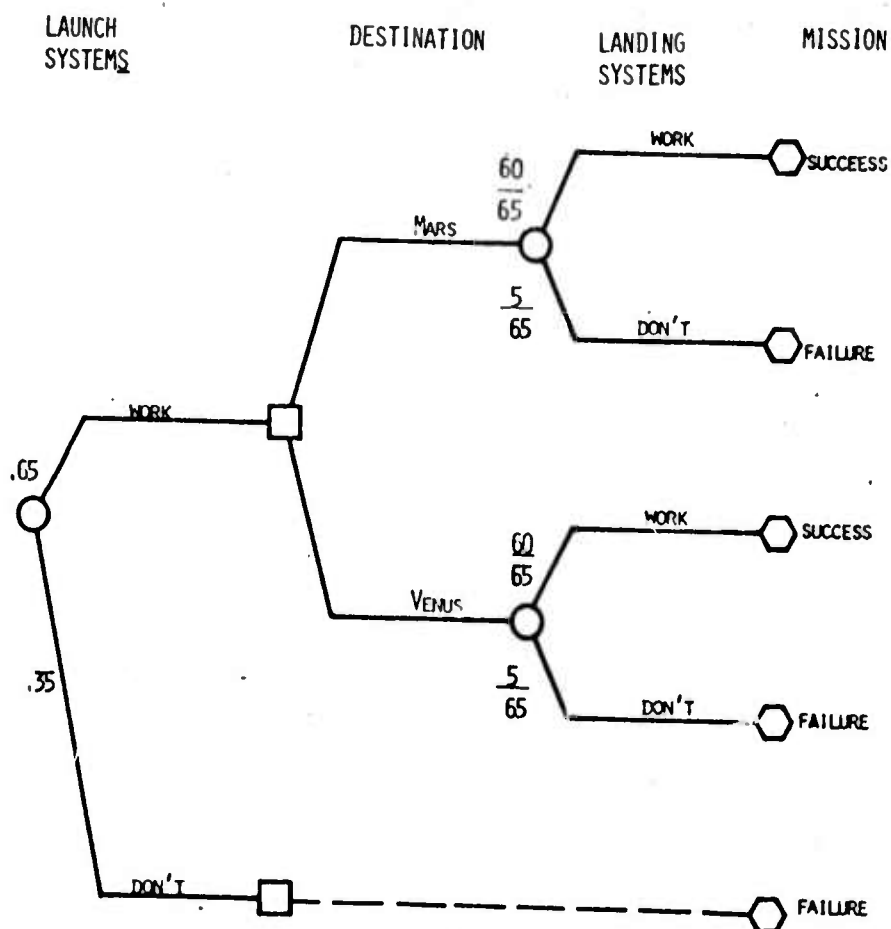 LAUNCH
SYSTEMS
DESTINATION
LANDING
SYSTEMS
MISSION
WORK
SUCCEESS
60
65
MARS
5
65
DON'T
FAILURE
WORK
.65
WORK
SUCCESS
60
65
VENUS
5
65
DON'T
FAILURE
.35
DON'T
FAILURE